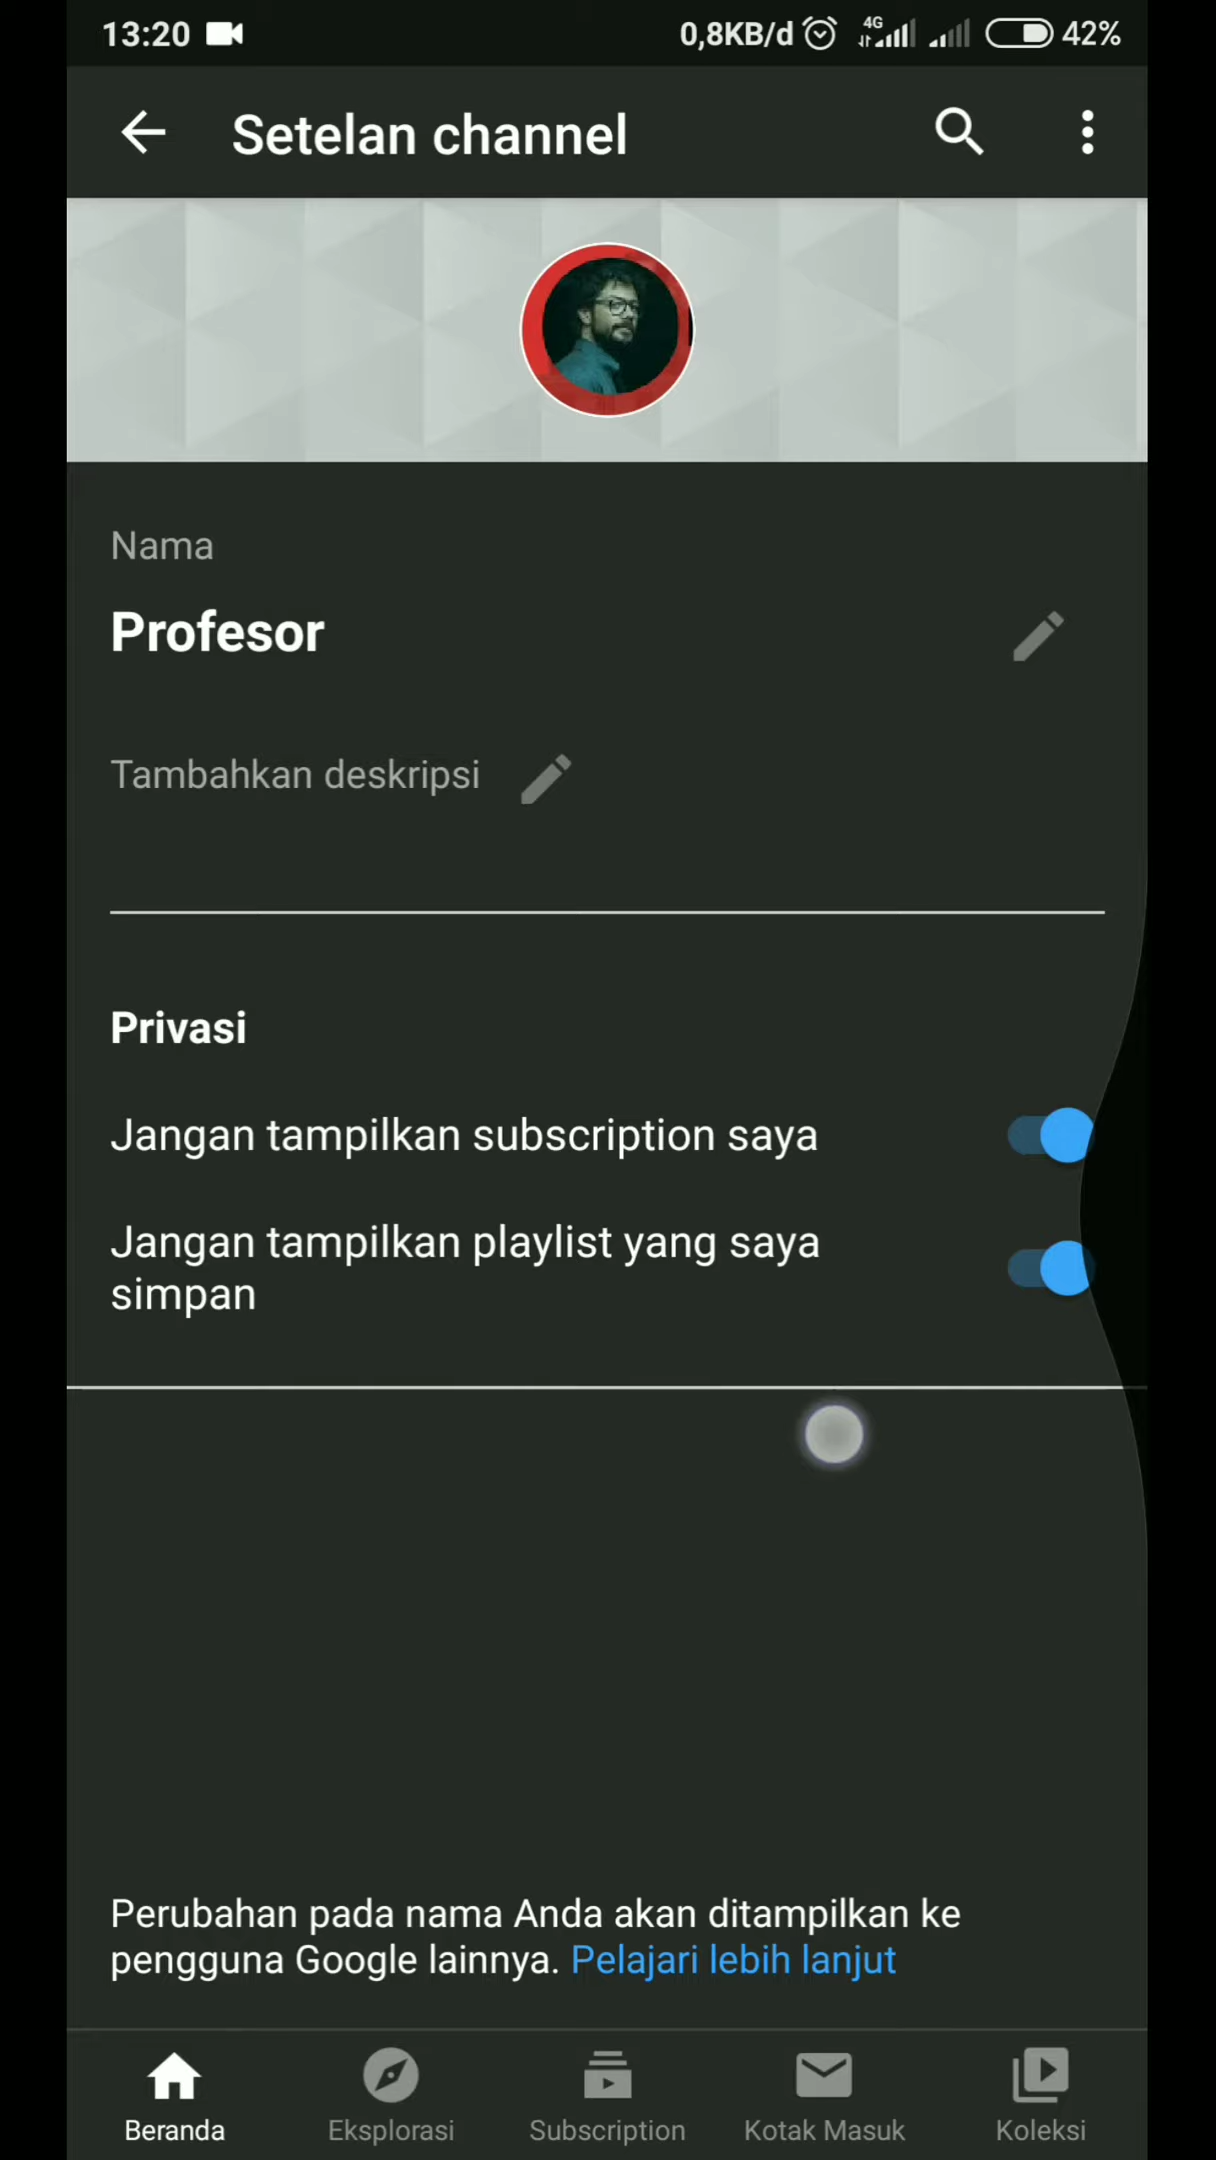 13:20 0,8KB/d 4G 42%
Setelan channel
Nama
Profesor
Tambahkan deskripsi
Privasi
Jangan tampilkan subscription saya
Jangan tampilkan playlist yang saya
simpan
Perubahan pada nama Anda akan ditampilkan ke
pengguna Google lainnya. Pelajari lebih lanjut
Beranda Eksplorasi Subscription Kotak Masuk Koleksi